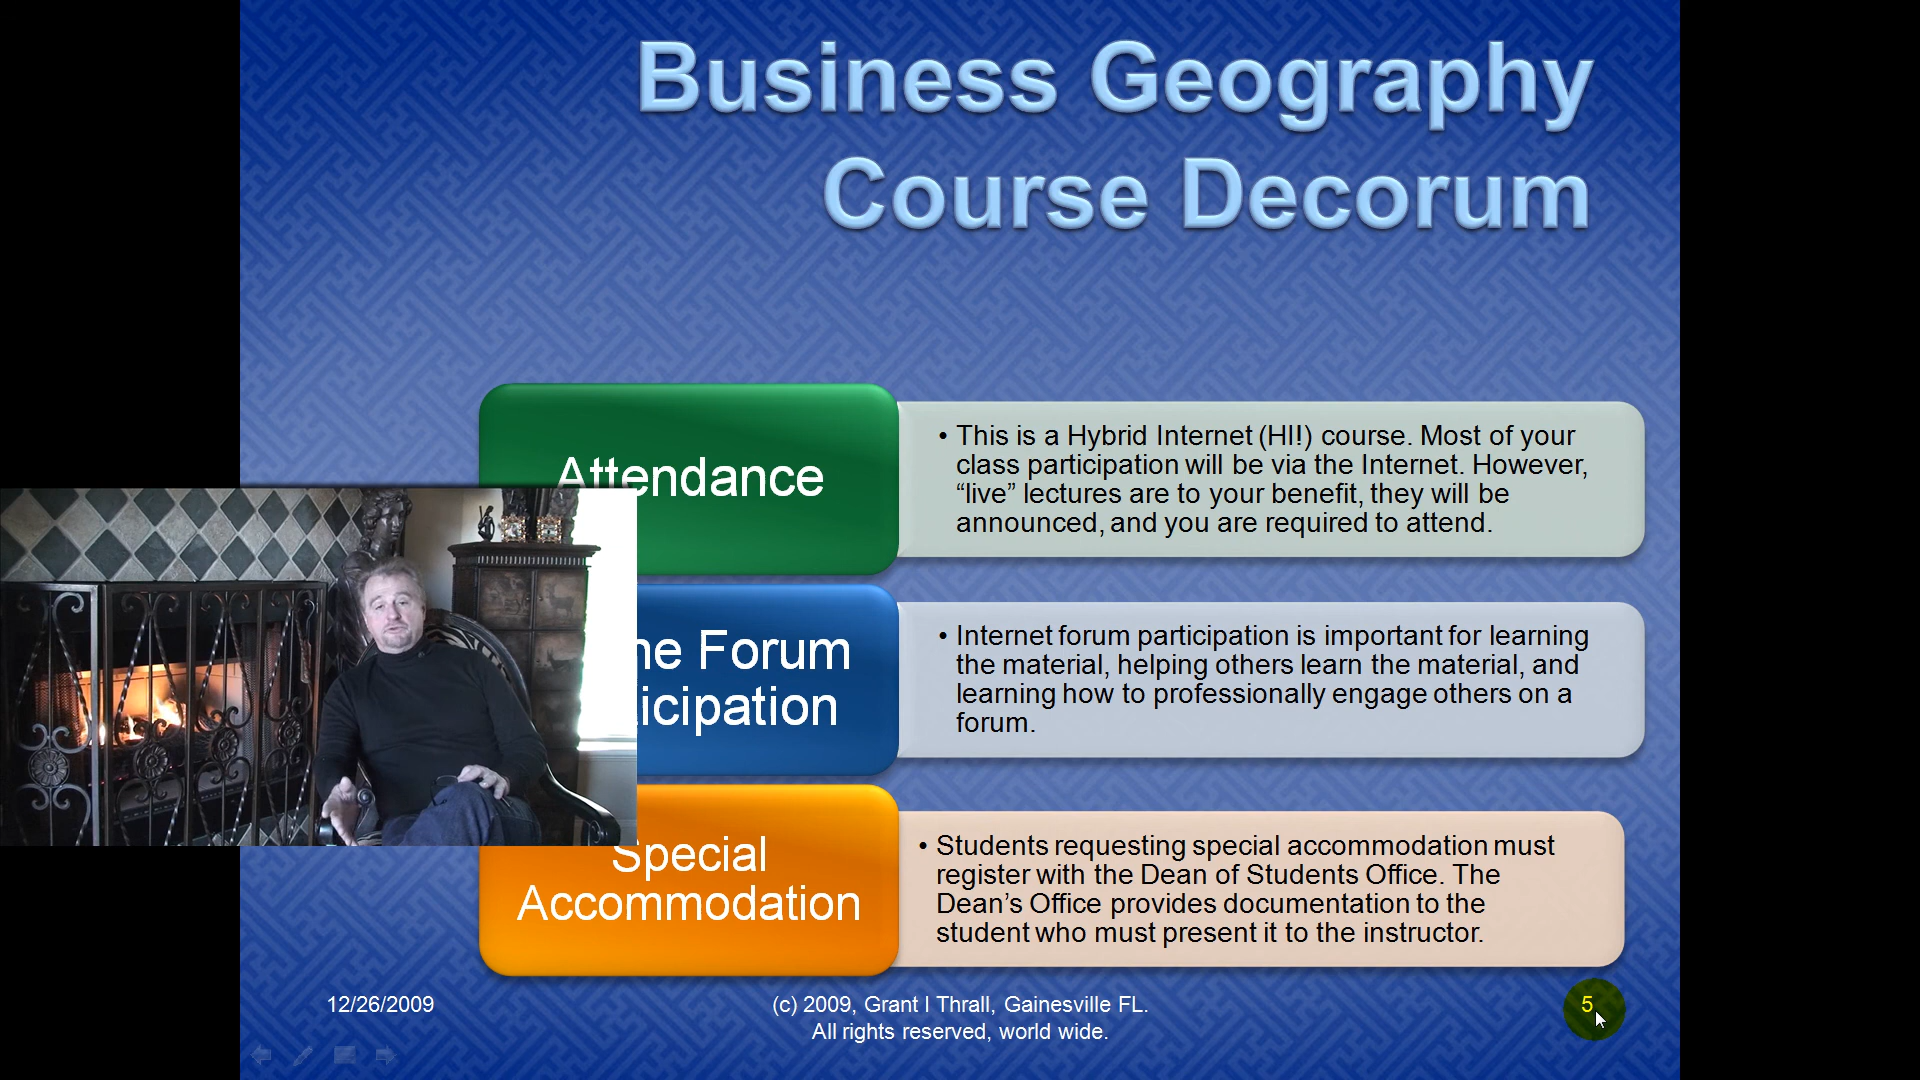 Business Geography
Course Decorum
Attendance
• This is a Hybrid Internet (HI!) course. Most of your
class participation will be via the Internet. However,
“live” lectures are to your benefit, they will be
announced, and you are required to attend.
Forum
• Internet forum participation is important for learning
the material, helping others learn the material, and
learning how to professionally engage others on a
forum.
Special
Accommodation
• Students requesting special accommodation must
register with the Dean of Students Office. The
Dean’s Office provides documentation to the
student who must present it to the instructor.
12/26/2009
(c) 2009, Grant I Thrall, Gainesville FL.
All rights reserved, world wide.
5